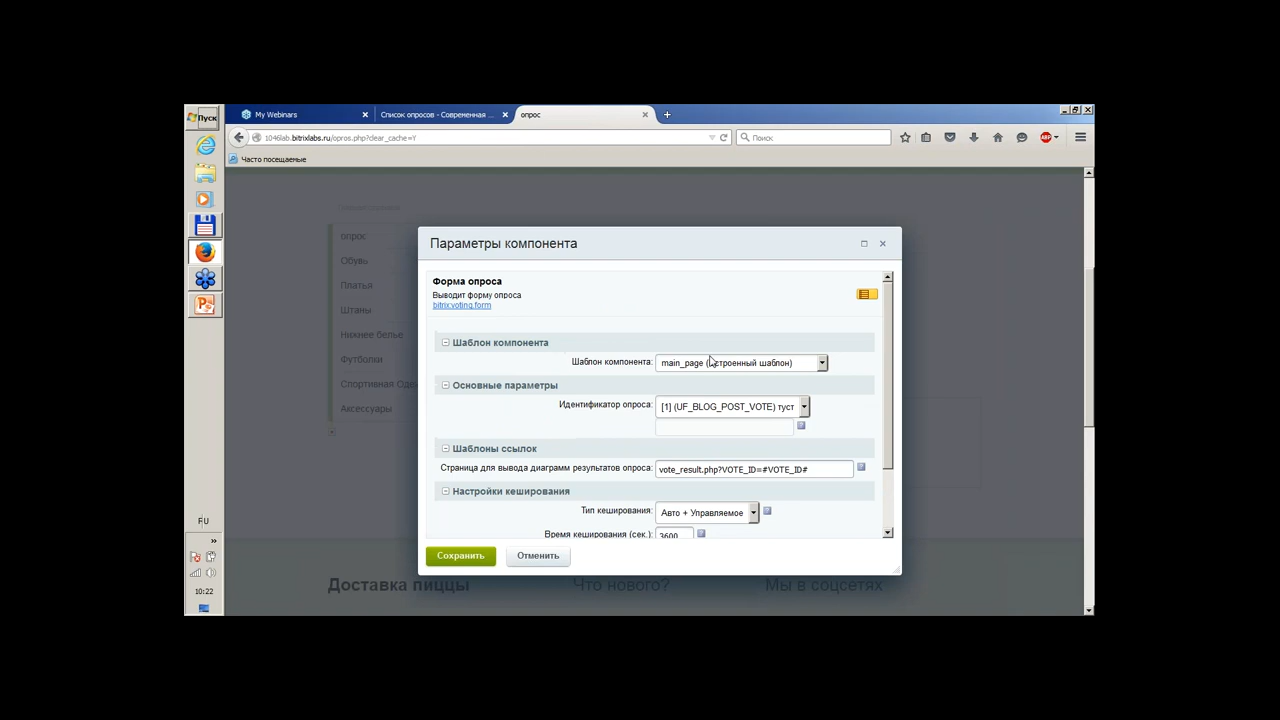 Пуск
My Webinars
Список опросов - Современная ...
опрос
1046lab.bitrixlabs.ru/opros.php?clear_cache=Y
Поиск
ABP
Часто посещаемые
опрос
Обувь
Платья
Штаны
Нижнее белье
Футболки
Спортивная Оде
Аксессуары
Параметры компонента
Форма опроса
Выводит форму опроса
bitrix:voting.form
Шаблон компонента
Шаблон компонента: main_page (встроенный шаблон)
Основные параметры
Идентификатор опроса: [1] (UF_BLOG_POST_VOTE) туст
Шаблоны ссылок
Страница для вывода диаграмм результатов опроса: vote_result.php?VOTE_ID=#VOTE_ID#
Настройки кеширования
Тип кеширования: Авто + Управляемое
Время кеширования (сек.): 3600
Сохранить
Отменить
Доставка пиццы
Что нового?
Мы в соцсетях
RU
10:22